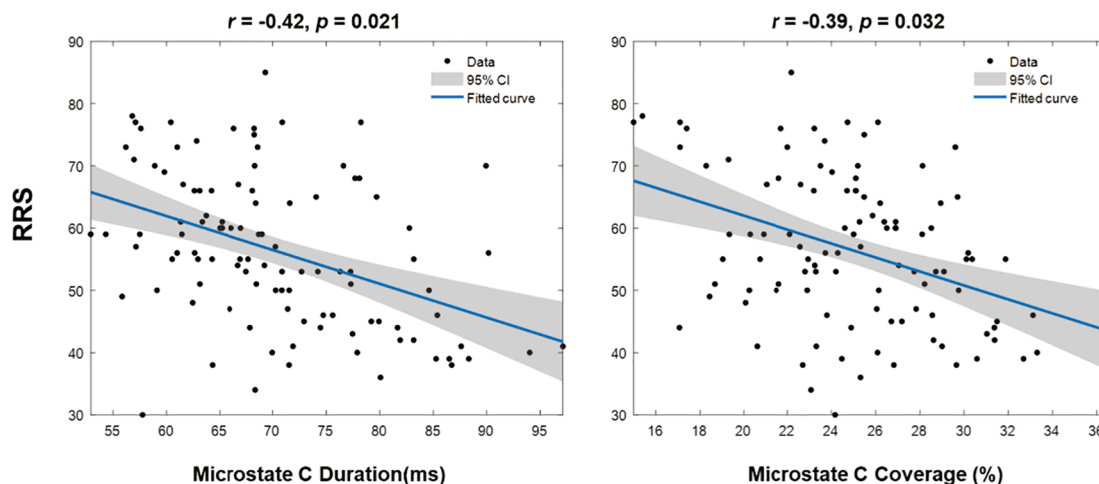 r = -0.42, p = 0.021
90
80
70
60
50
40
30
RRS
Data
95% CI
Fitted curve
55 60 65 70 75 80 85 90 95
Microstate C Duration(ms)
r = -0.39, p = 0.032
90
80
70
60
50
40
30
Data
95% CI
Fitted curve
16 18 20 22 24 26 28 30 32 34 36
Microstate C Coverage (%)